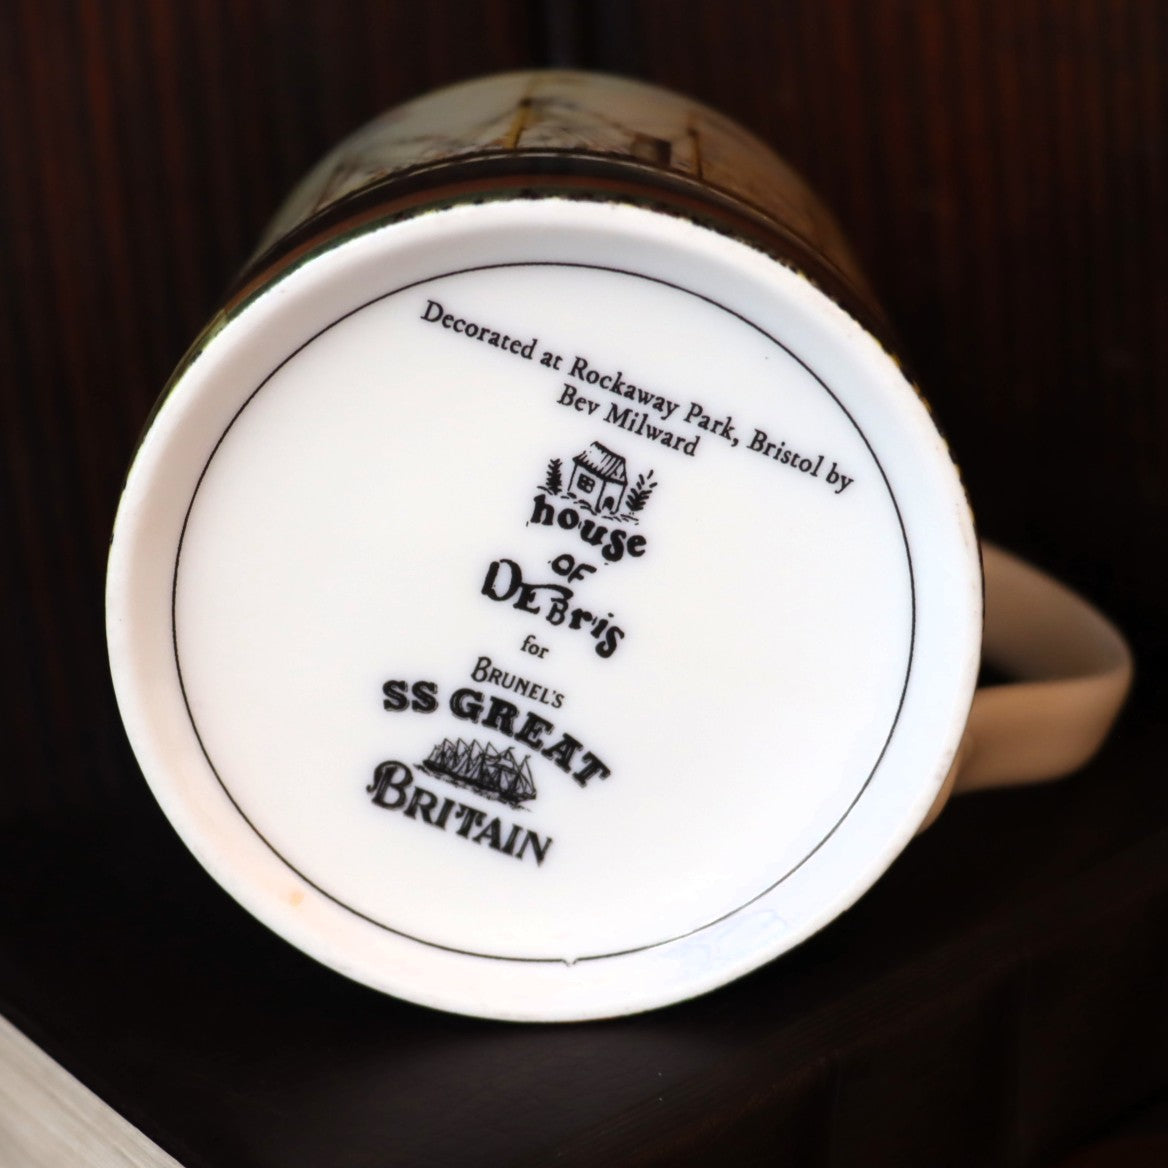 Decorated at Rockaway Park, Bristol by
Bev Milward
house
OF
DEBris
for
BRUNEL'S
SS GREAT
BRITAIN